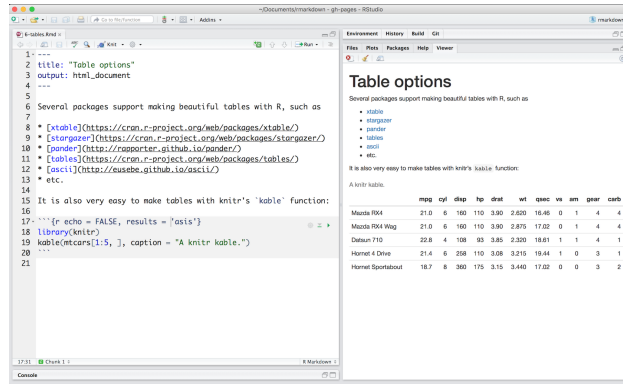 ~/Documents/rmarkdown - gh-pages - RStudio
Go to file/function
Addins
rmarkdown
6-tables.Rmd
Knit
Run
1 ---
2 title: "Table options"
3 output: html_document
4 ---
5
6 Several packages support making beautiful tables with R, such as
7
8 * [xtable](https://cran.r-project.org/web/packages/xtable/)
9 * [stargazer](https://cran.r-project.org/web/packages/stargazer/)
10 * [pander](http://rapporter.github.io/pander/)
11 * [tables](https://cran.r-project.org/web/packages/tables/)
12 * [ascii](http://eusebe.github.io/ascii/)
13 * etc.
14
15 It is also very easy to make tables with knitr's `kable` function:
16
17 ```{r echo = FALSE, results = 'asis'}
18 library(knitr)
19 kable(mtcars[1:5, ], caption = "A knitr kable.")
20 ```
21
17:31 Chunk 1 R Markdown
Console
Environment History Build Git
Files Plots Packages Help Viewer
Table options
Several packages support making beautiful tables with R, such as
• xtable
• stargazer
• pander
• tables
• ascii
• etc.
It is also very easy to make tables with knitr's kable function:
A knitr kable.
mpg cyl disp hp drat wt qsec vs am gear carb
Mazda RX4 21.0 6 160 110 3.90 2.620 16.46 0 1 4 4
Mazda RX4 Wag 21.0 6 160 110 3.90 2.875 17.02 0 1 4 4
Datsun 710 22.8 4 108 93 3.85 2.320 18.61 1 1 4 1
Hornet 4 Drive 21.4 6 258 110 3.08 3.215 19.44 1 0 3 1
Hornet Sportabout 18.7 8 360 175 3.15 3.440 17.02 0 0 3 2